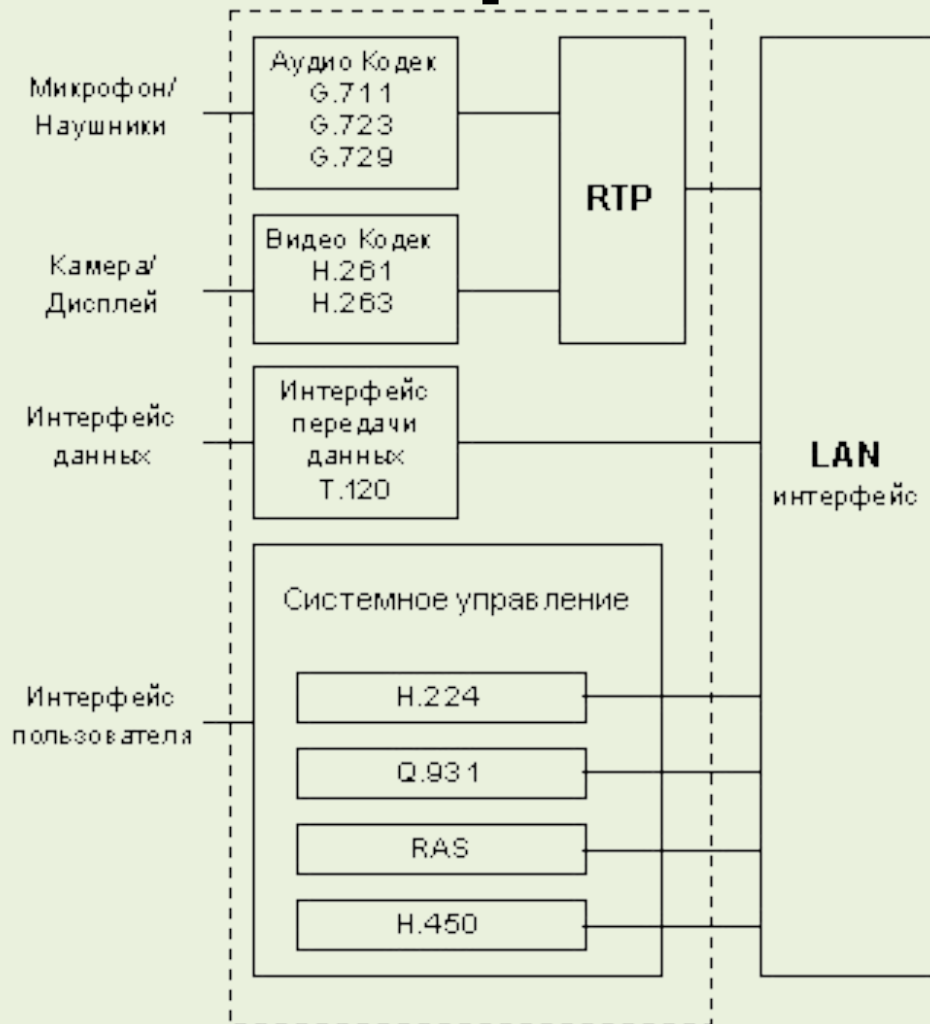 Микрофон/
Наушники
Аудио Кодек
G.711
G.723
G.729
RTP
Камера/
Дисплей
Видео Кодек
H.261
H.263
Интерфейс
данных
Интерфейс
передачи
данных
T.120
LAN
интерфейс
Системное управление
Интерфейс
пользователя
H.224
Q.931
RAS
H.450